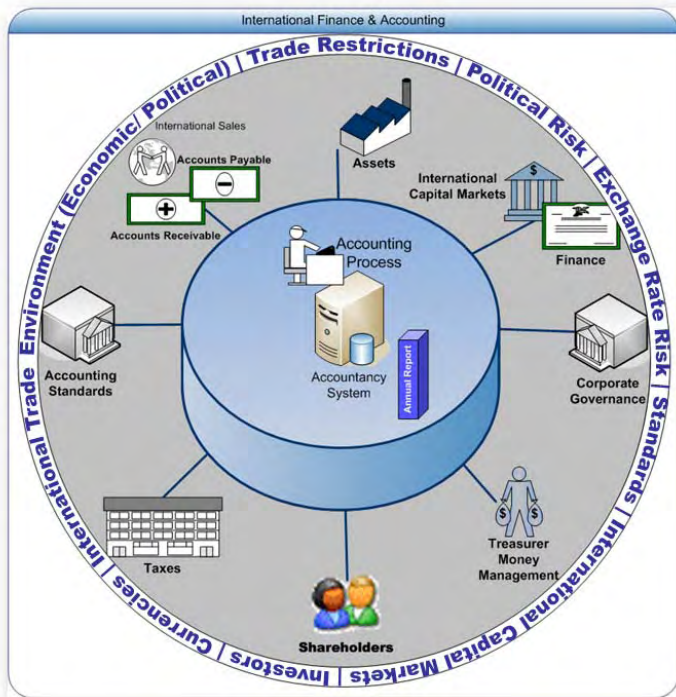 International Finance & Accounting
International Trade Environment (Economic/ Political) | Trade Restrictions | Political Risk | Exchange Rate Risk | Standards | International Capital Markets | Investors | Currencies |
International Sales
Accounts Payable
Accounts Receivable
Assets
International
Capital Markets
$
Finance
Accounting
Process
Accountancy
System
Annual Report
Accounting
Standards
Corporate
Governance
Taxes
$ $
Treasurer
Money
Management
Shareholders